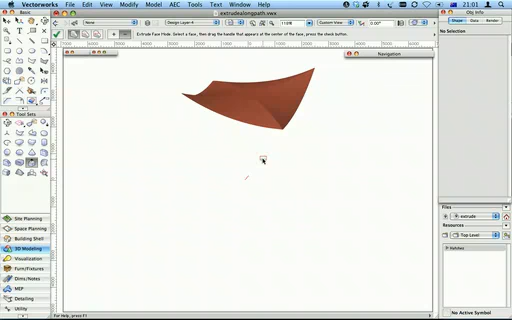 Vectorworks File Edit View Modify Model AEC Tools Text Window Help 21:01
extrudealongpath.vwx
Basic
None
Design Layer-4
119%
Custom View
0.00°
Extrude Face Mode. Select a face, then drag the handle that appears at the center of the face, press the check button.
Obj Info
Shape Data Render
No Selection
Navigation
Tool Sets
Site Planning
Space Planning
Building Shell
3D Modeling
Visualization
Furn/Fixtures
Dims/Notes
MEP
Detailing
Utility
Files
extrude
Resources
Top Level
Hatches
No Active Symbol
For Help, press F1